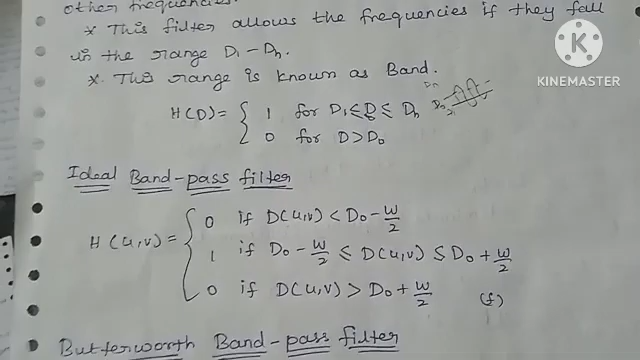 other frequencies.
* This filter allows the frequencies if they fall
in the range D1 - Dh.
* This range is known as Band.
H(D) = { 1 for D1 ≤ D ≤ Dh
0 for D > D0
Ideal Band-pass filter
H(u,v) = { 0 if D(u,v) < D0 - W/2
1 if D0 - W/2 ≤ D(u,v) ≤ D0 + W/2
0 if D(u,v) > D0 + W/2
(f)
Butterworth Band-pass filter
KINEMASTER